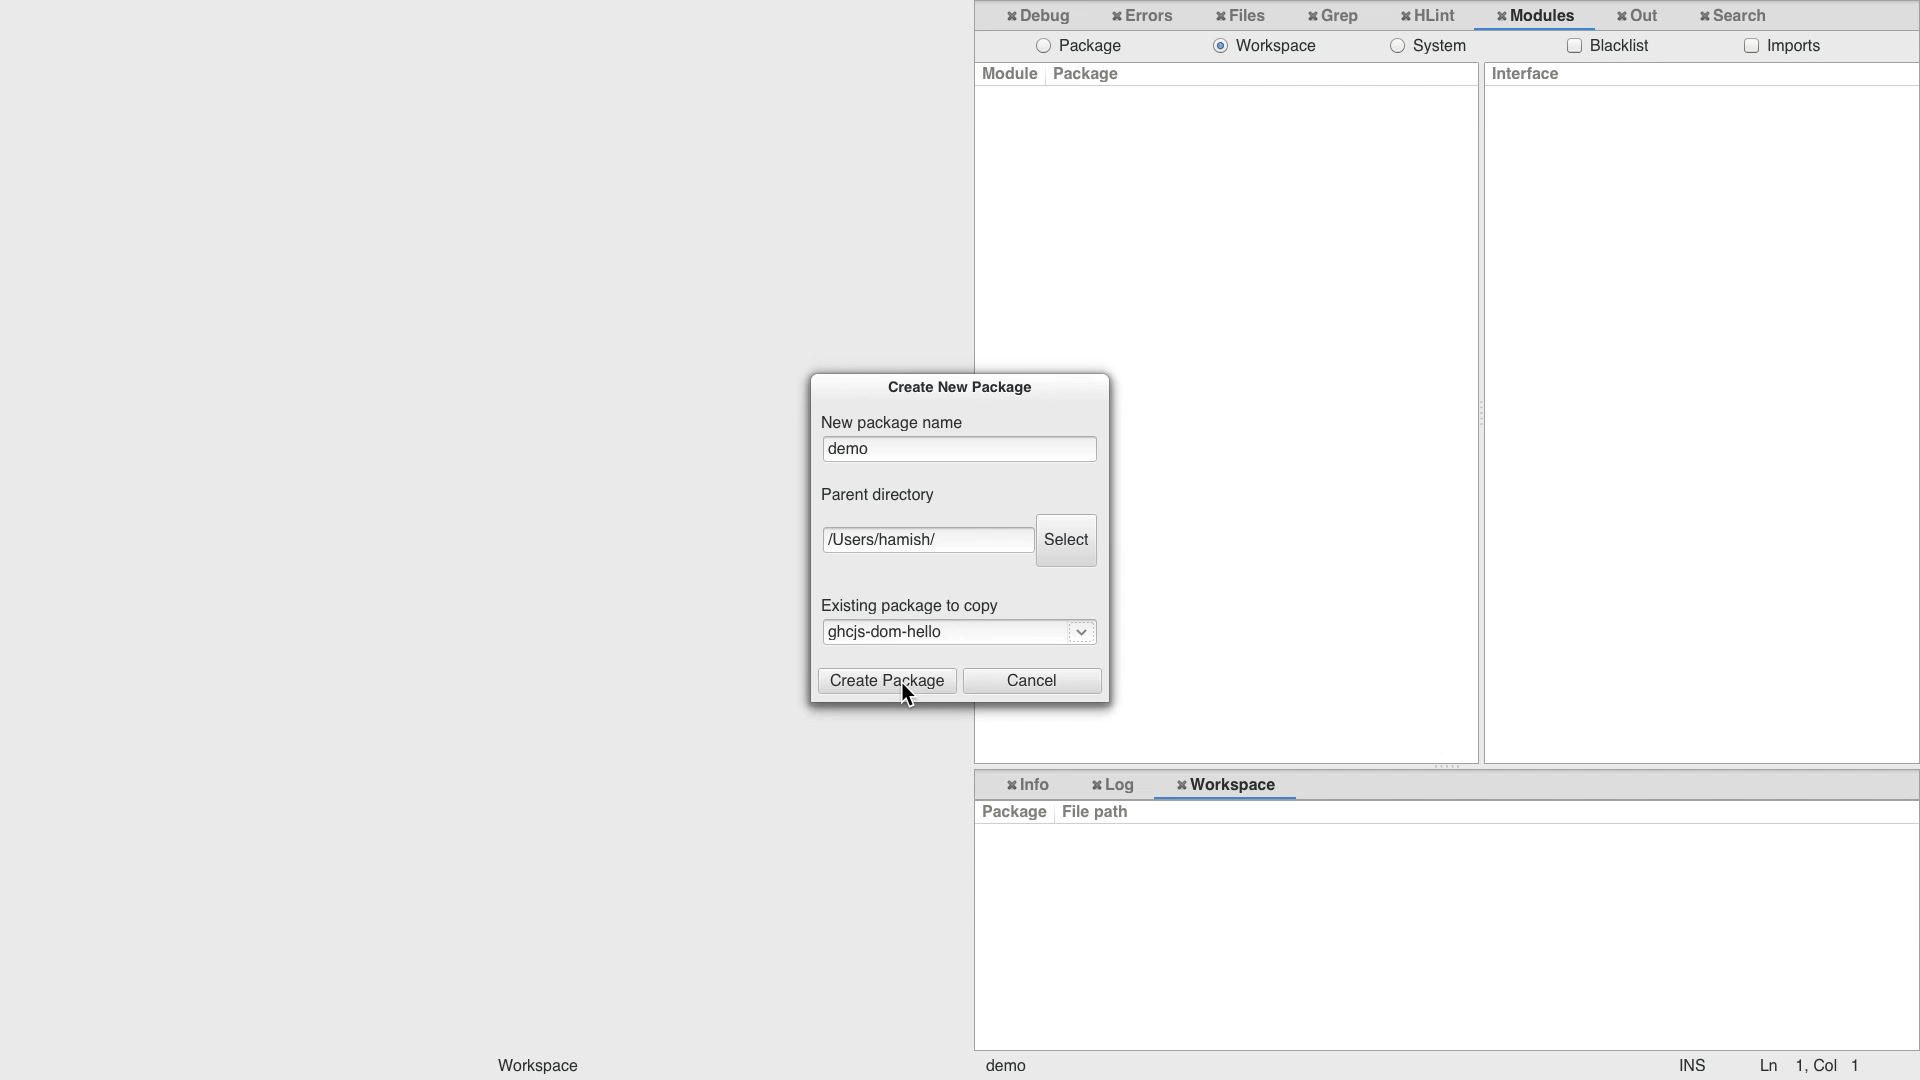 Debug Errors Files Grep HLint Modules Out Search
Package Workspace System Blacklist Imports
Module Package Interface
Create New Package
New package name
demo
Parent directory
/Users/hamish/ Select
Existing package to copy
ghcjs-dom-hello
Create Package Cancel
Info Log Workspace
Package File path
Workspace demo INS Ln 1, Col 1